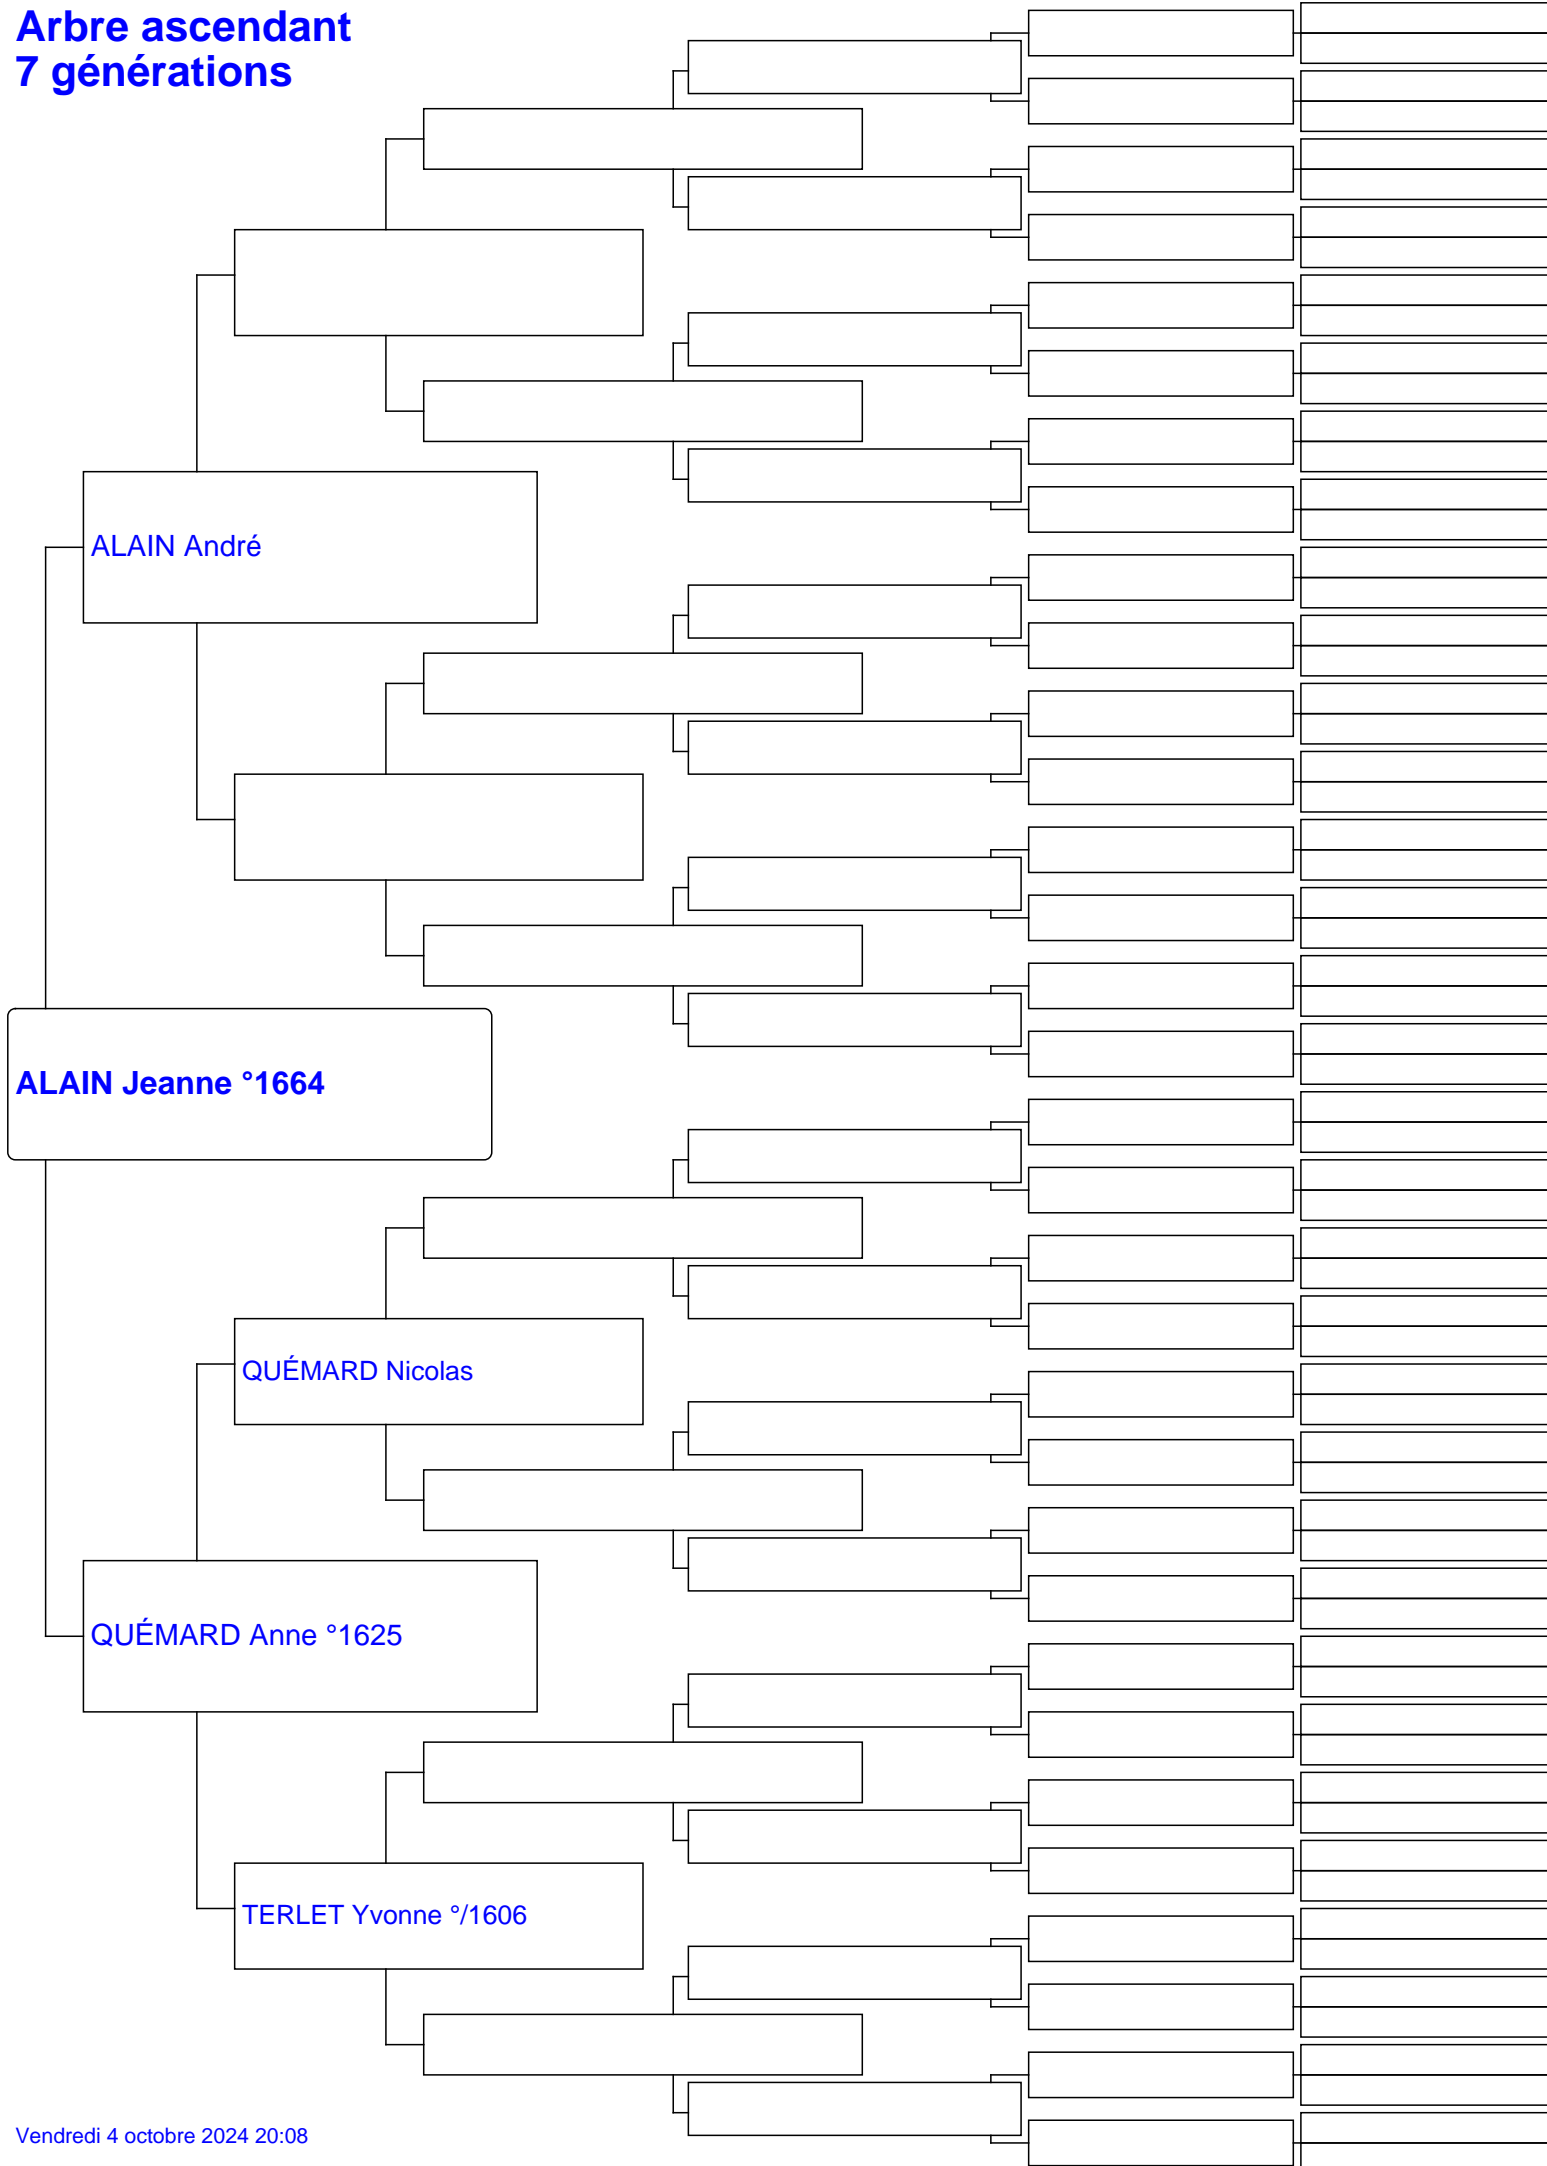 Arbre ascendant
7 générations
ALAIN André
ALAIN Jeanne °1664
QUÉMARD Nicolas
QUÉMARD Anne °1625
TERLET Yvonne °/1606
Vendredi 4 octobre 2024 20:08